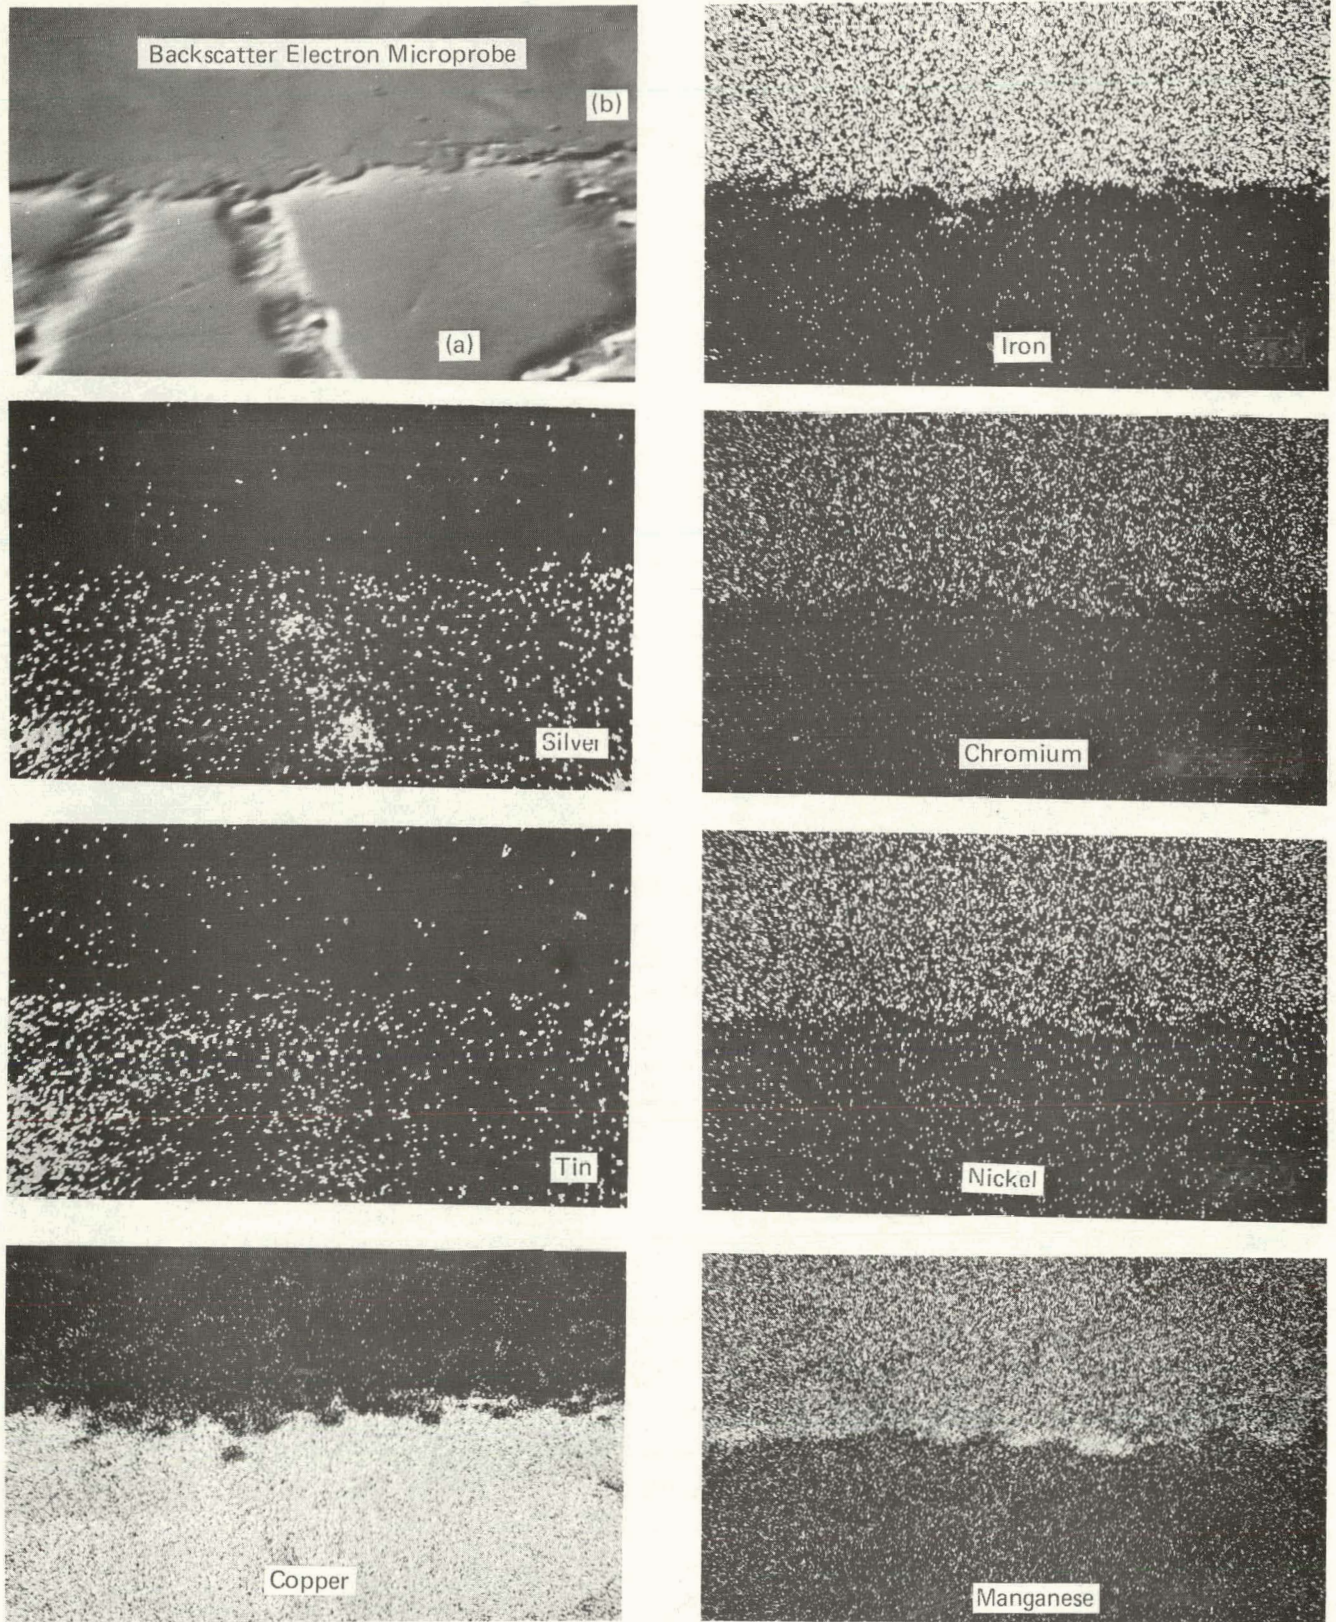 Backscatter Electron Microprobe
(b)
(a)
Iron
Silver
Chromium
Tin
Nickel
Copper
Manganese